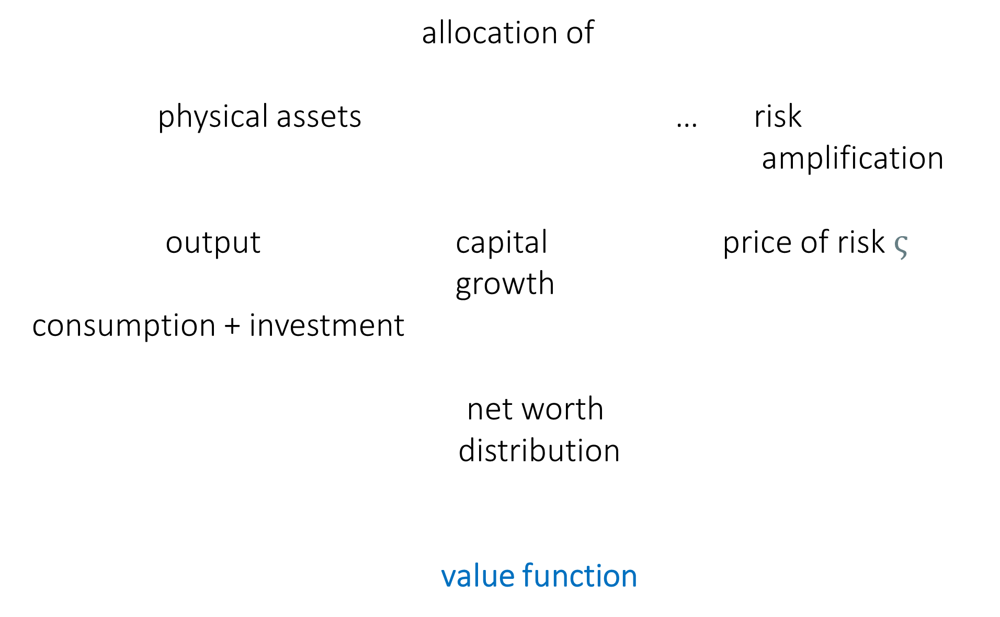 allocation of
physical assets ... risk
amplification
output capital price of risk ς
growth
consumption + investment
net worth
distribution
value function